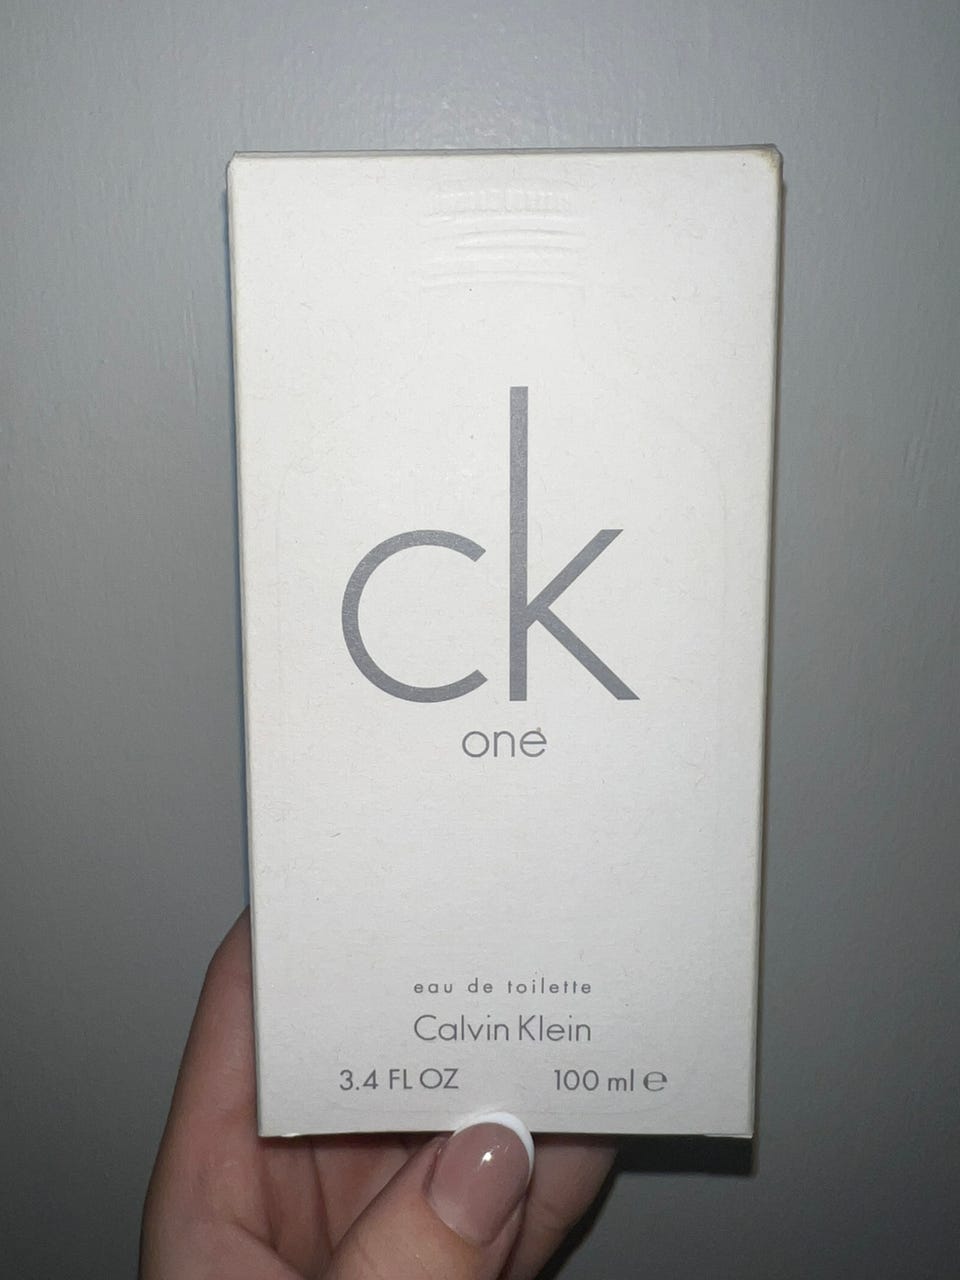 ck
one
eau de toilette
Calvin Klein
3.4 FL OZ 100 ml e